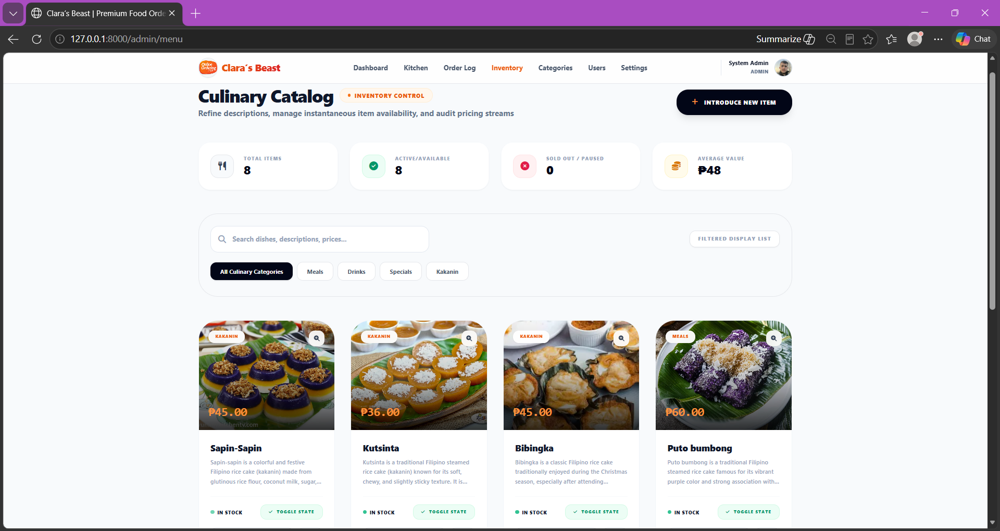 Clara's Beast | Premium Food Orde
127.0.0.1:8000/admin/menu
Summarize
Chat
Online Ordering
Clara's Beast
Dashboard
Kitchen
Order Log
Inventory
Categories
Users
Settings
System Admin
ADMIN
Culinary Catalog
INVENTORY CONTROL
Refine descriptions, manage instantaneous item availability, and audit pricing streams
+ INTRODUCE NEW ITEM
TOTAL ITEMS
8
ACTIVE/AVAILABLE
8
SOLD OUT / PAUSED
0
AVERAGE VALUE
₱48
Search dishes, descriptions, prices...
FILTERED DISPLAY LIST
All Culinary Categories
Meals
Drinks
Specials
Kakanin
KAKANIN
₱45.00
Sapin-Sapin
Sapin-sapin is a colorful and festive
Filipino rice cake (kakanin) made from
glutinous rice flour, coconut milk, sugar,...
IN STOCK
TOGGLE STATE
KAKANIN
₱36.00
Kutsinta
Kutsinta is a traditional Filipino steamed
rice cake (kakanin) known for its soft,
chewy, and slightly sticky texture. It is...
IN STOCK
TOGGLE STATE
KAKANIN
₱45.00
Bibingka
Bibingka is a classic Filipino rice cake
traditionally enjoyed during the Christmas
season, especially after attending...
IN STOCK
TOGGLE STATE
MEALS
₱60.00
Puto bumbong
Puto bumbong is a traditional Filipino
steamed rice cake famous for its vibrant
purple color and strong association with...
IN STOCK
TOGGLE STATE